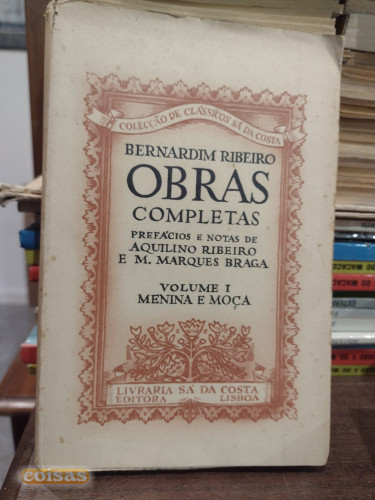 COLECÇÃO DE CLÁSSICOS SÁ DA COSTA
BERNARDIM RIBEIRO
OBRAS
COMPLETAS
PREFÁCIOS E NOTAS DE
AQUILINO RIBEIRO
E M. MARQUES BRAGA
VOLUME I
MENINA E MOÇA
LIVRARIA SÁ DA COSTA
EDITORA LISBOA
coisas